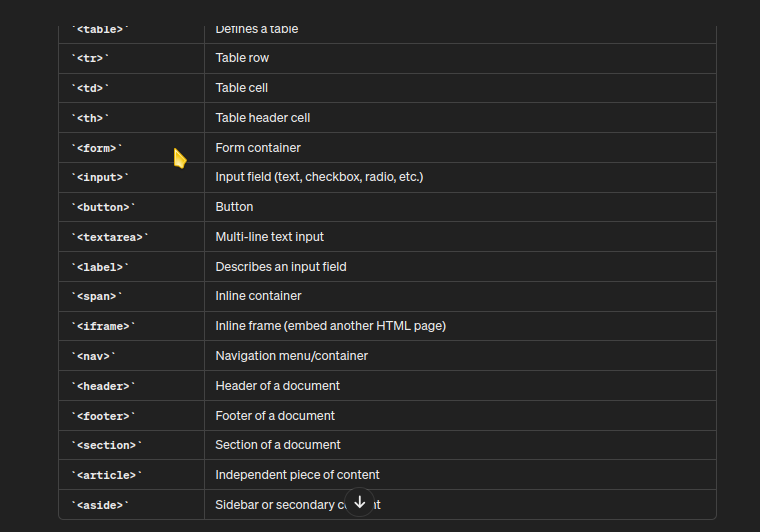 `<table>` Defines a table
`<tr>` Table row
`<td>` Table cell
`<th>` Table header cell
`<form>` Form container
`<input>` Input field (text, checkbox, radio, etc.)
`<button>` Button
`<textarea>` Multi-line text input
`<label>` Describes an input field
`<span>` Inline container
`<iframe>` Inline frame (embed another HTML page)
`<nav>` Navigation menu/container
`<header>` Header of a document
`<footer>` Footer of a document
`<section>` Section of a document
`<article>` Independent piece of content
`<aside>` Sidebar or secondary